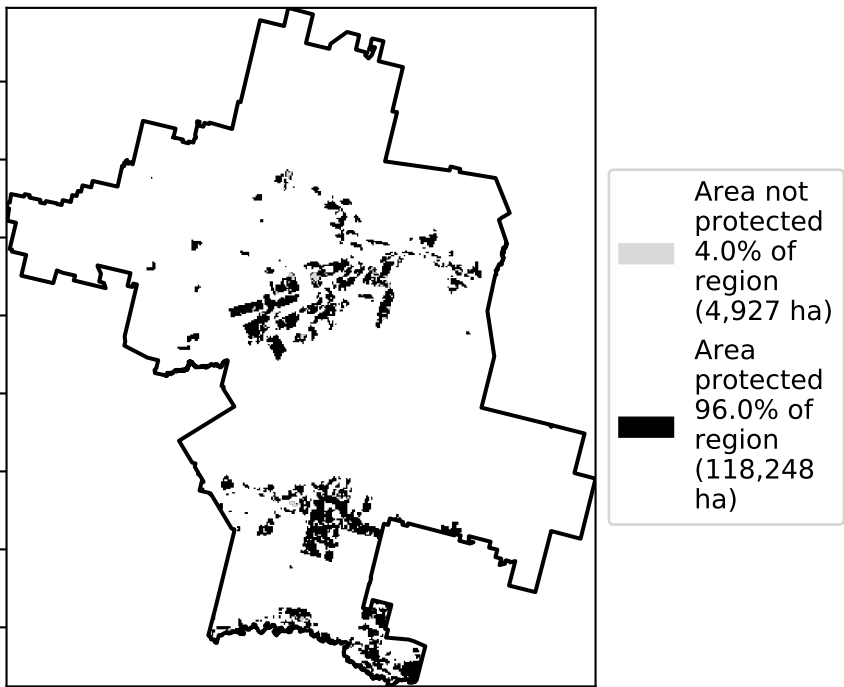 Area not
protected
4.0% of
region
(4,927 ha)
Area
protected
96.0% of
region
(118,248
ha)